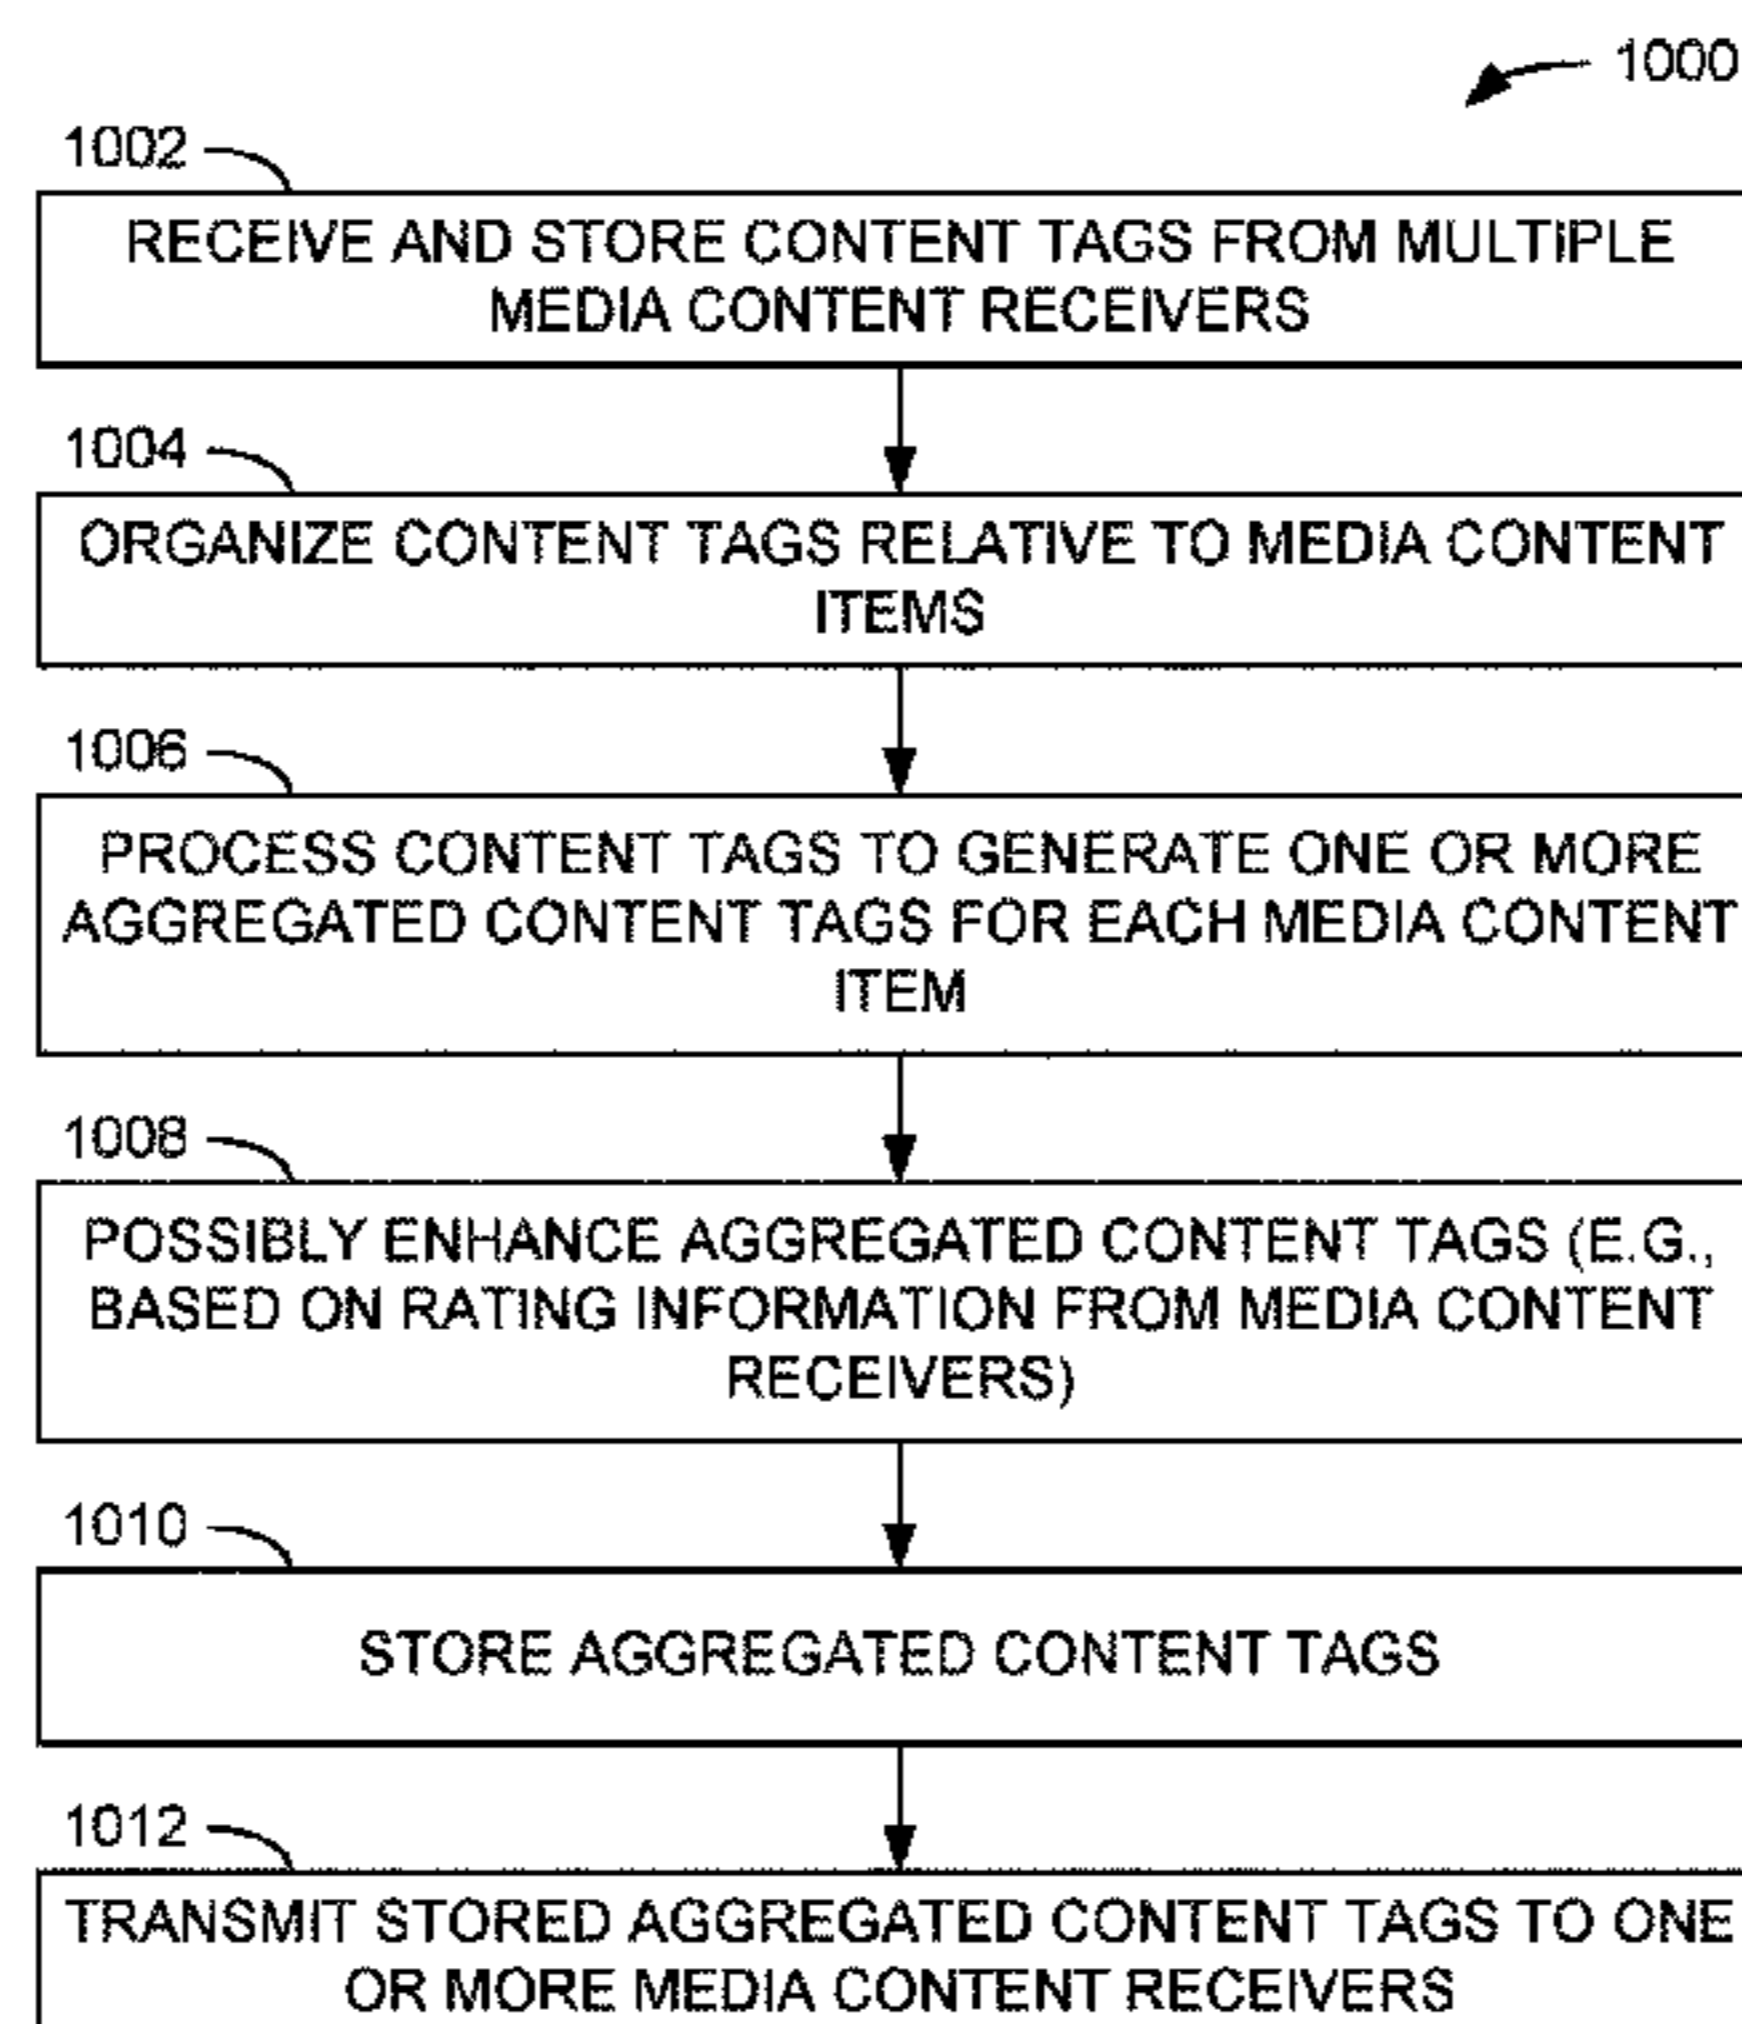 1000
1002
RECEIVE AND STORE CONTENT TAGS FROM MULTIPLE
MEDIA CONTENT RECEIVERS
1004
ORGANIZE CONTENT TAGS RELATIVE TO MEDIA CONTENT
ITEMS
1006
PROCESS CONTENT TAGS TO GENERATE ONE OR MORE
AGGREGATED CONTENT TAGS FOR EACH MEDIA CONTENT
ITEM
1008
POSSIBLY ENHANCE AGGREGATED CONTENT TAGS (E.G.,
BASED ON RATING INFORMATION FROM MEDIA CONTENT
RECEIVERS)
1010
STORE AGGREGATED CONTENT TAGS
1012
TRANSMIT STORED AGGREGATED CONTENT TAGS TO ONE
OR MORE MEDIA CONTENT RECEIVERS